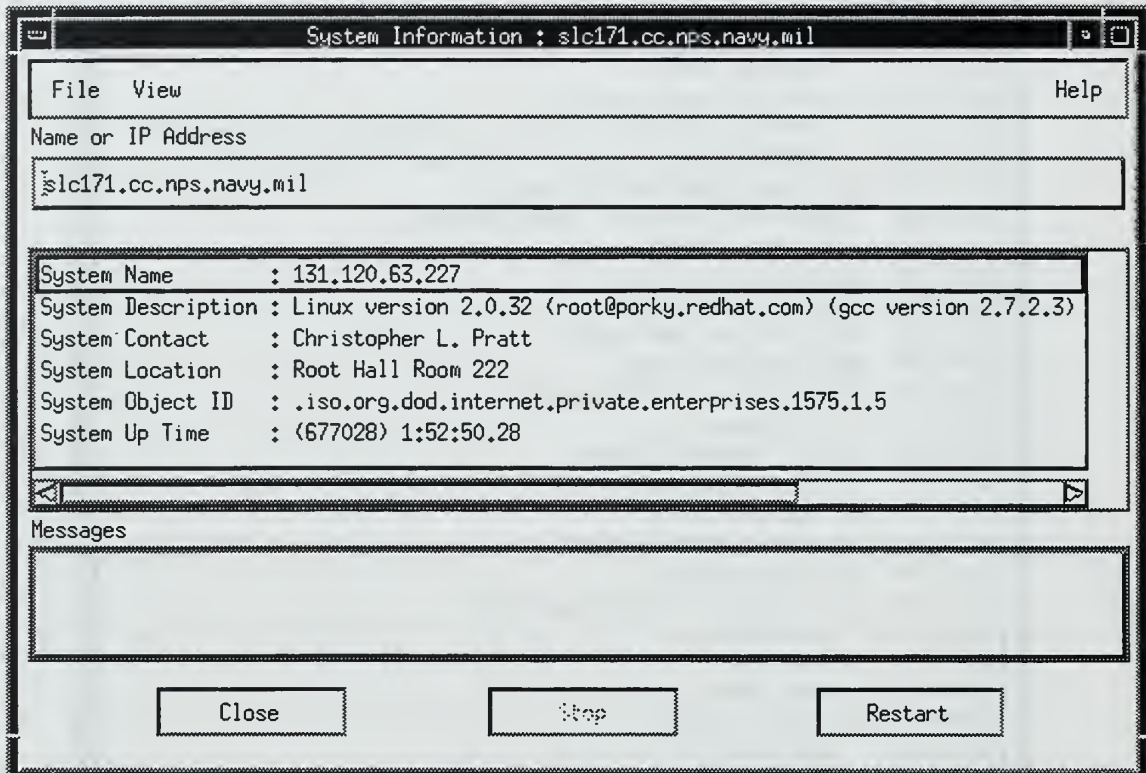 System Information : slc171.cc.nps.navy.mil
File View Help
Name or IP Address
slc171.cc.nps.navy.mil
System Name : 131.120.63.227
System Description : Linux version 2.0.32 (root@porky.redhat.com) (gcc version 2.7.2.3)
System Contact : Christopher L. Pratt
System Location : Root Hall Room 222
System Object ID : .iso.org.dod.internet.private.enterprises.1575.1.5
System Up Time : (677028) 1:52:50.28
Messages
Close Stop Restart